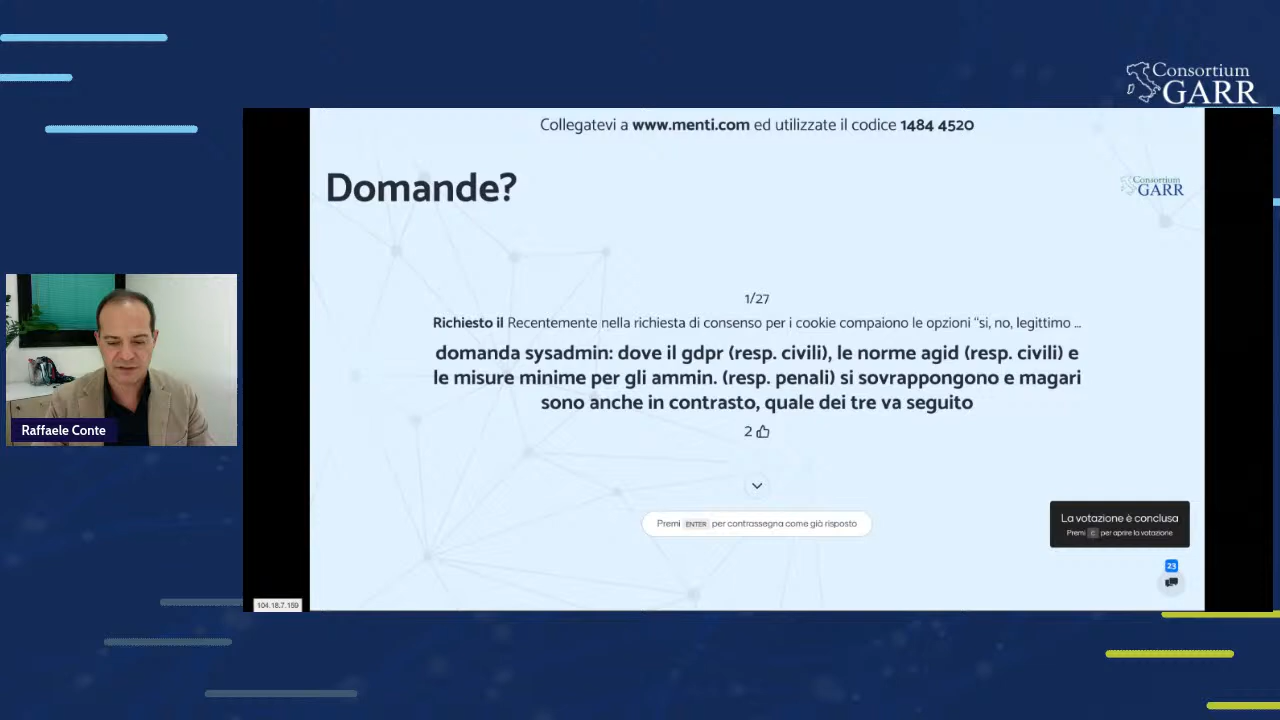 Consortium
GARR
Collegatevi a www.menti.com ed utilizzate il codice 1484 4520
Domande?
Consortium
GARR
1/27
Richiesto il Recentemente nella richiesta di consenso per i cookie compaiono le opzioni "si, no, legittimo ...
domanda sysadmin: dove il gdpr (resp. civili), le norme agid (resp. civili) e
le misure minime per gli ammin. (resp. penali) si sovrappongono e magari
sono anche in contrasto, quale dei tre va seguito
2
Premi ENTER per contrassegna come già risposto
La votazione è conclusa
Premi C per aprire la votazione
23
Raffaele Conte
104.18.7.159